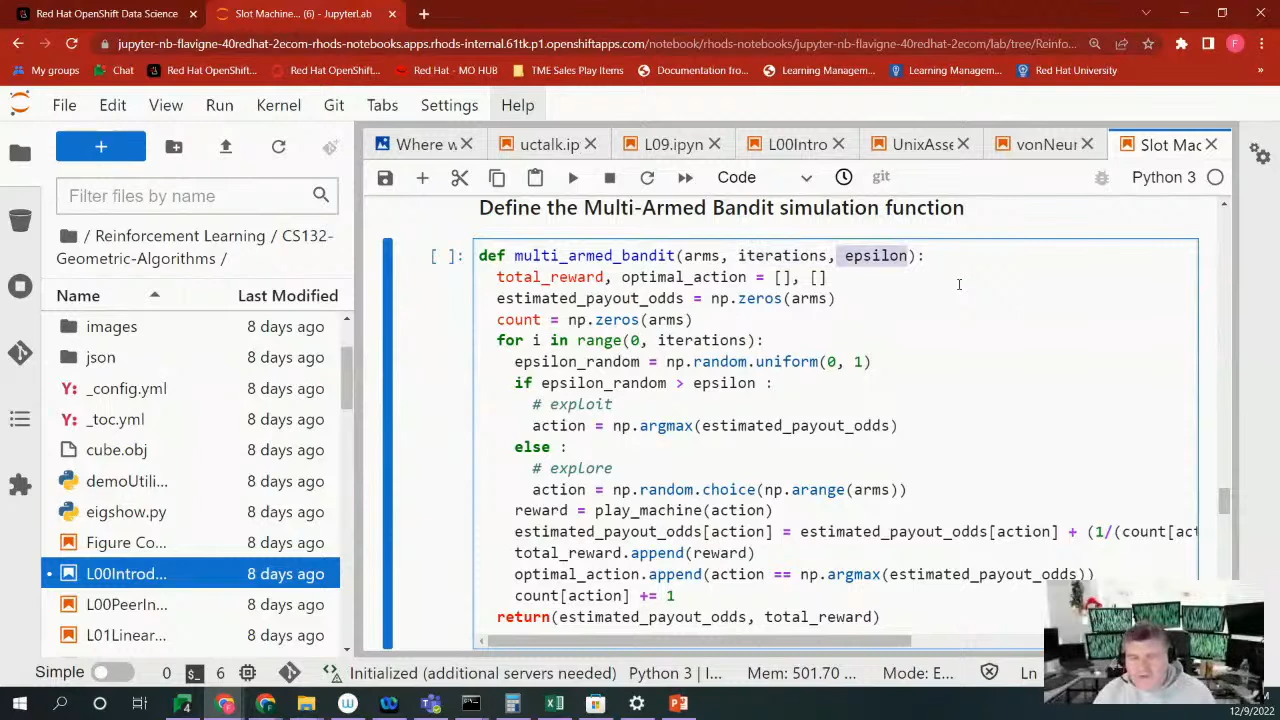 Red Hat OpenShift Data Science
Slot Machine... (6) - JupyterLab
jupyter-nb-flavigne-40redhat-2ecom-rhods-notebooks.apps.rhods-internal.61tk.p1.openshiftapps.com/notebook/rhods-notebooks/jupyter-nb-flavigne-40redhat-2ecom/lab/tree/Reinfo...
F
My groups
Chat
Red Hat OpenShift...
Red Hat OpenShift...
Red Hat - MO HUB
TME Sales Play Items
Documentation from...
Learning Managem...
Learning Managem...
Red Hat University
»
File Edit View Run Kernel Git Tabs Settings Help
Where w
uctalk.ip
L09.ipyn
L00Intro
UnixAsse
vonNeur
Slot Mac
Filter files by name
Code
git
Python 3
/ Reinforcement Learning / CS132-
Geometric-Algorithms /
Name Last Modified
images 8 days ago
json 8 days ago
Y: _config.yml 8 days ago
Y: _toc.yml 8 days ago
cube.obj 8 days ago
demoUtili... 8 days ago
eigshow.py 8 days ago
Figure Co... 8 days ago
L00Introd... 8 days ago
L00PeerIn... 8 days ago
L01Linear... 8 days ago
Define the Multi-Armed Bandit simulation function
[ ]: def multi_armed_bandit(arms, iterations, epsilon):
total_reward, optimal_action = [], []
estimated_payout_odds = np.zeros(arms)
count = np.zeros(arms)
for i in range(0, iterations):
epsilon_random = np.random.uniform(0, 1)
if epsilon_random > epsilon :
# exploit
action = np.argmax(estimated_payout_odds)
else :
# explore
action = np.random.choice(np.arange(arms))
reward = play_machine(action)
estimated_payout_odds[action] = estimated_payout_odds[action] + (1/(count[act
total_reward.append(reward)
optimal_action.append(action == np.argmax(estimated_payout_odds))
count[action] += 1
return(estimated_payout_odds, total_reward)
Simple 0 6 Initialized (additional servers needed) Python 3 | I... Mem: 501.70 ... Mode: E... Ln
12/9/2022